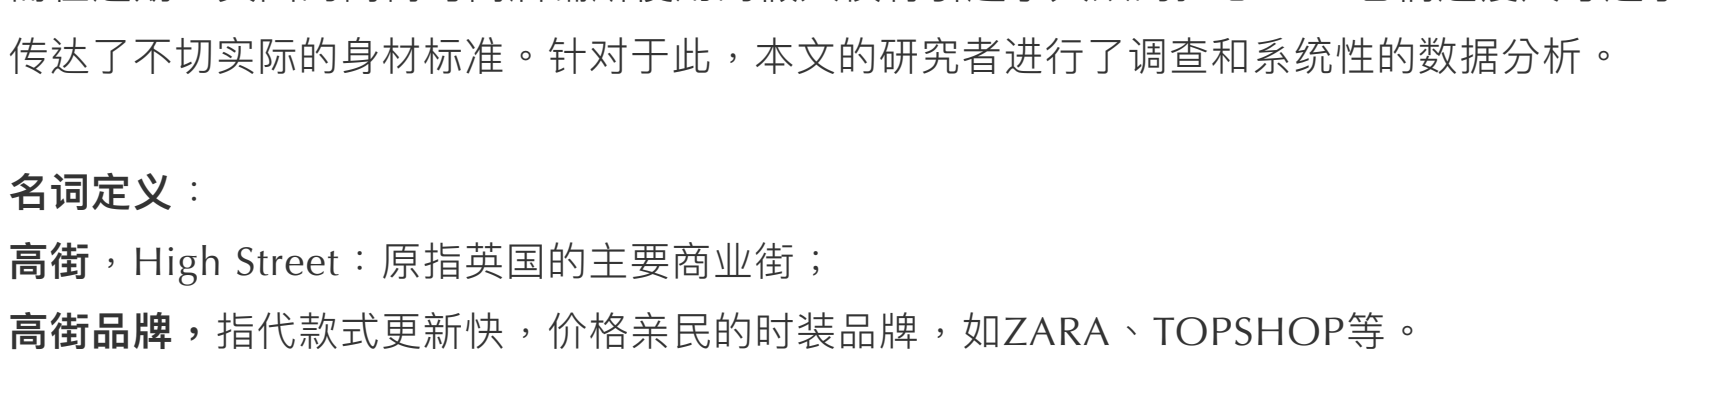 传达了不切实际的身材标准。针对于此，本文的研究者进行了调查和系统性的数据分析。
名词定义：
高街，High Street：原指英国的主要商业街；
高街品牌，指代款式更新快，价格亲民的时装品牌，如ZARA、TOPSHOP等。